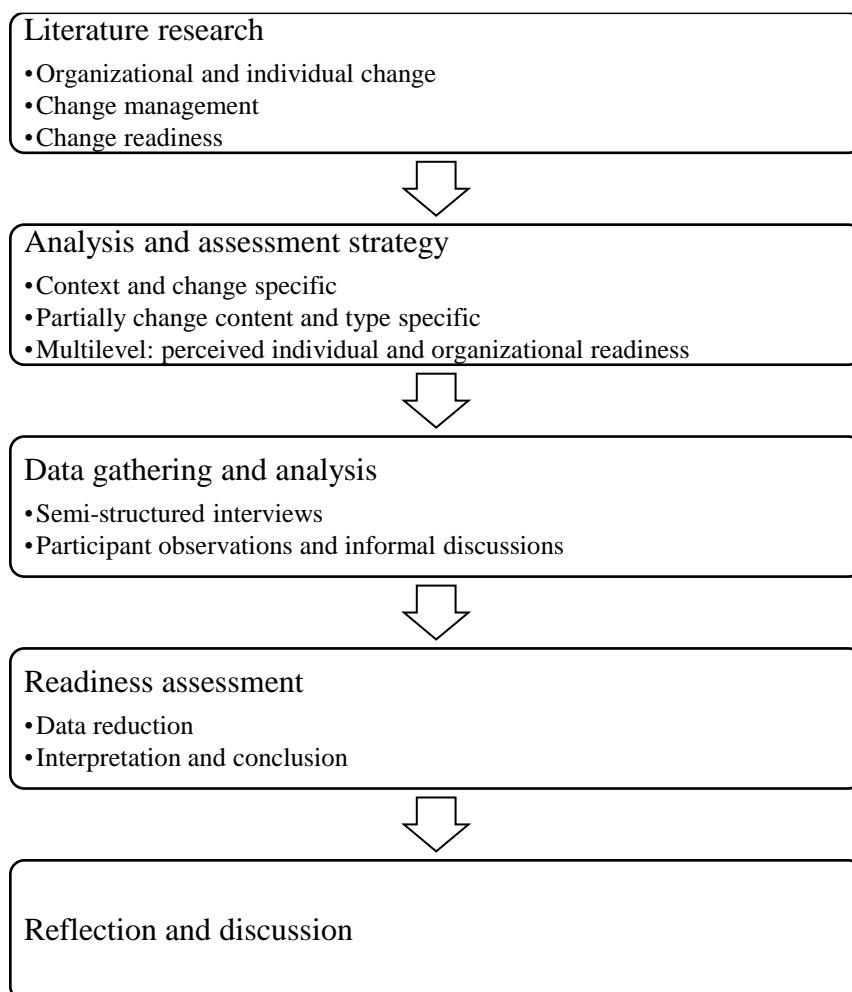 Literature research
•Organizational and individual change
•Change management
•Change readiness
Analysis and assessment strategy
•Context and change specific
•Partially change content and type specific
•Multilevel: perceived individual and organizational readiness
Data gathering and analysis
•Semi-structured interviews
•Participant observations and informal discussions
Readiness assessment
•Data reduction
•Interpretation and conclusion
Reflection and discussion